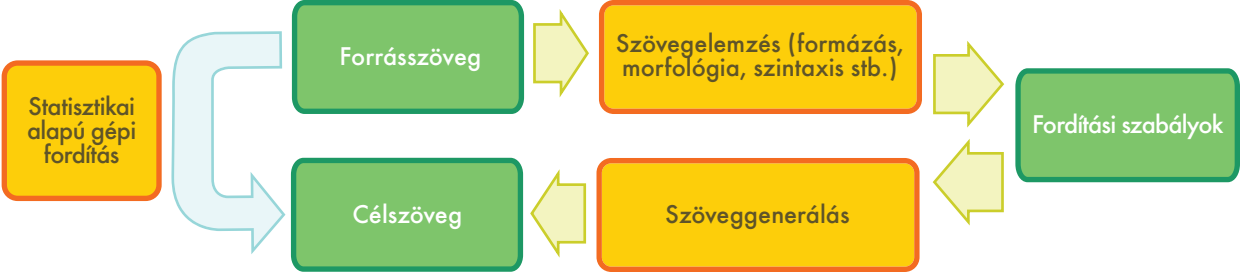 Statisztikai
alapú gépi
fordítás
Forrásszöveg
Szövegelemzés (formázás,
morfológia, szintaxis stb.)
Fordítási szabályok
Célszöveg
Szöveggenerálás